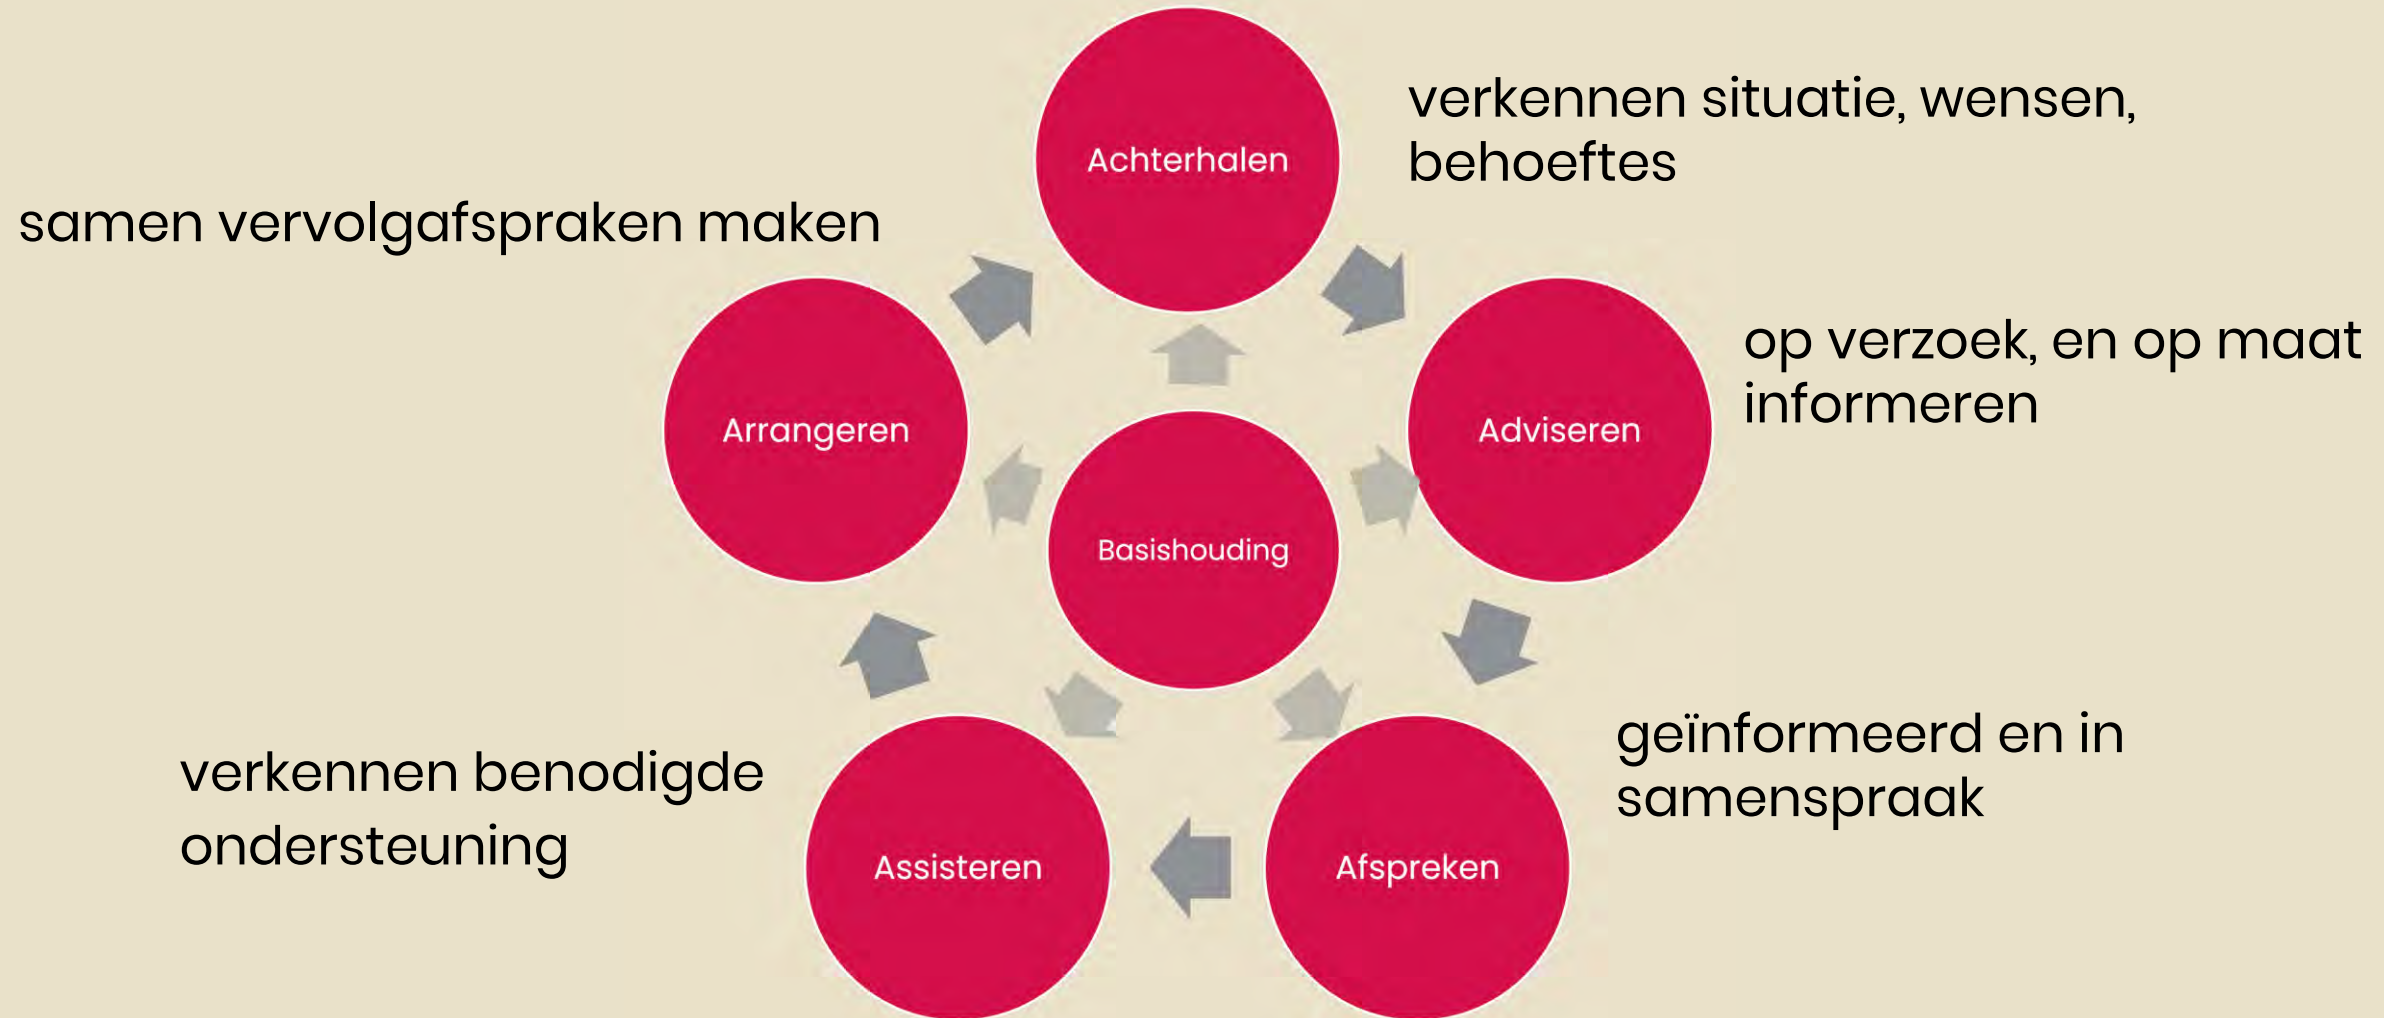 Achterhalen
verkennen situatie, wensen,
behoeftes
samen vervolgafspraken maken
Arrangeren
Adviseren
op verzoek, en op maat
informeren
Basishouding
geïnformeerd en in
samenspraak
verkennen benodigde
ondersteuning
Assisteren
Afspreken